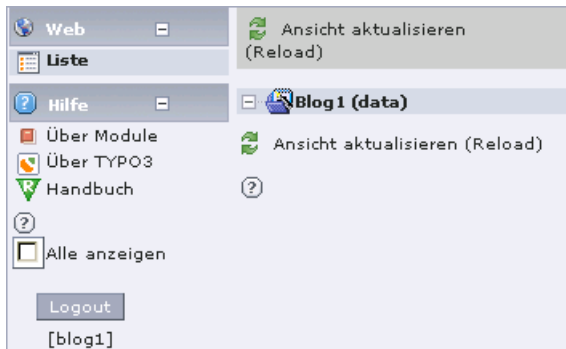 Web
Liste
Hilfe
Über Module
Über TYPO3
Handbuch
Alle anzeigen
Logout
[blog1]
Ansicht aktualisieren
(Reload)
Blog1 (data)
Ansicht aktualisieren (Reload)